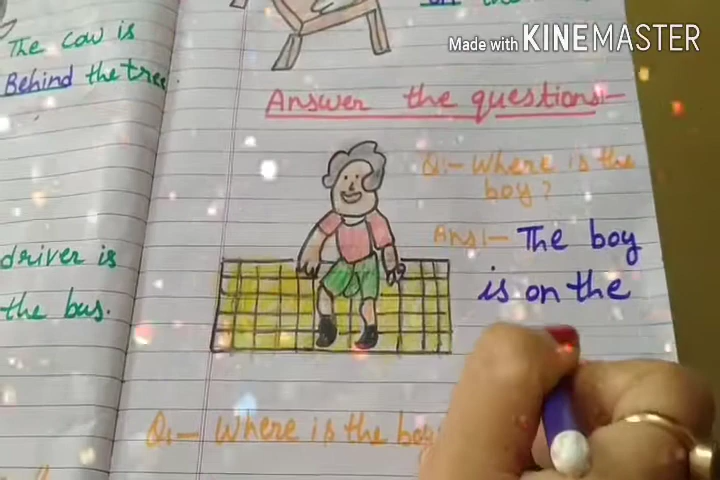 Made with KINEMASTER
The cow is
Behind the tree.
driver is
the bus.
Answer the questions:-
Q:- Where is the
boy?
Ans:- The boy
is on the
Q:- Where is the boy